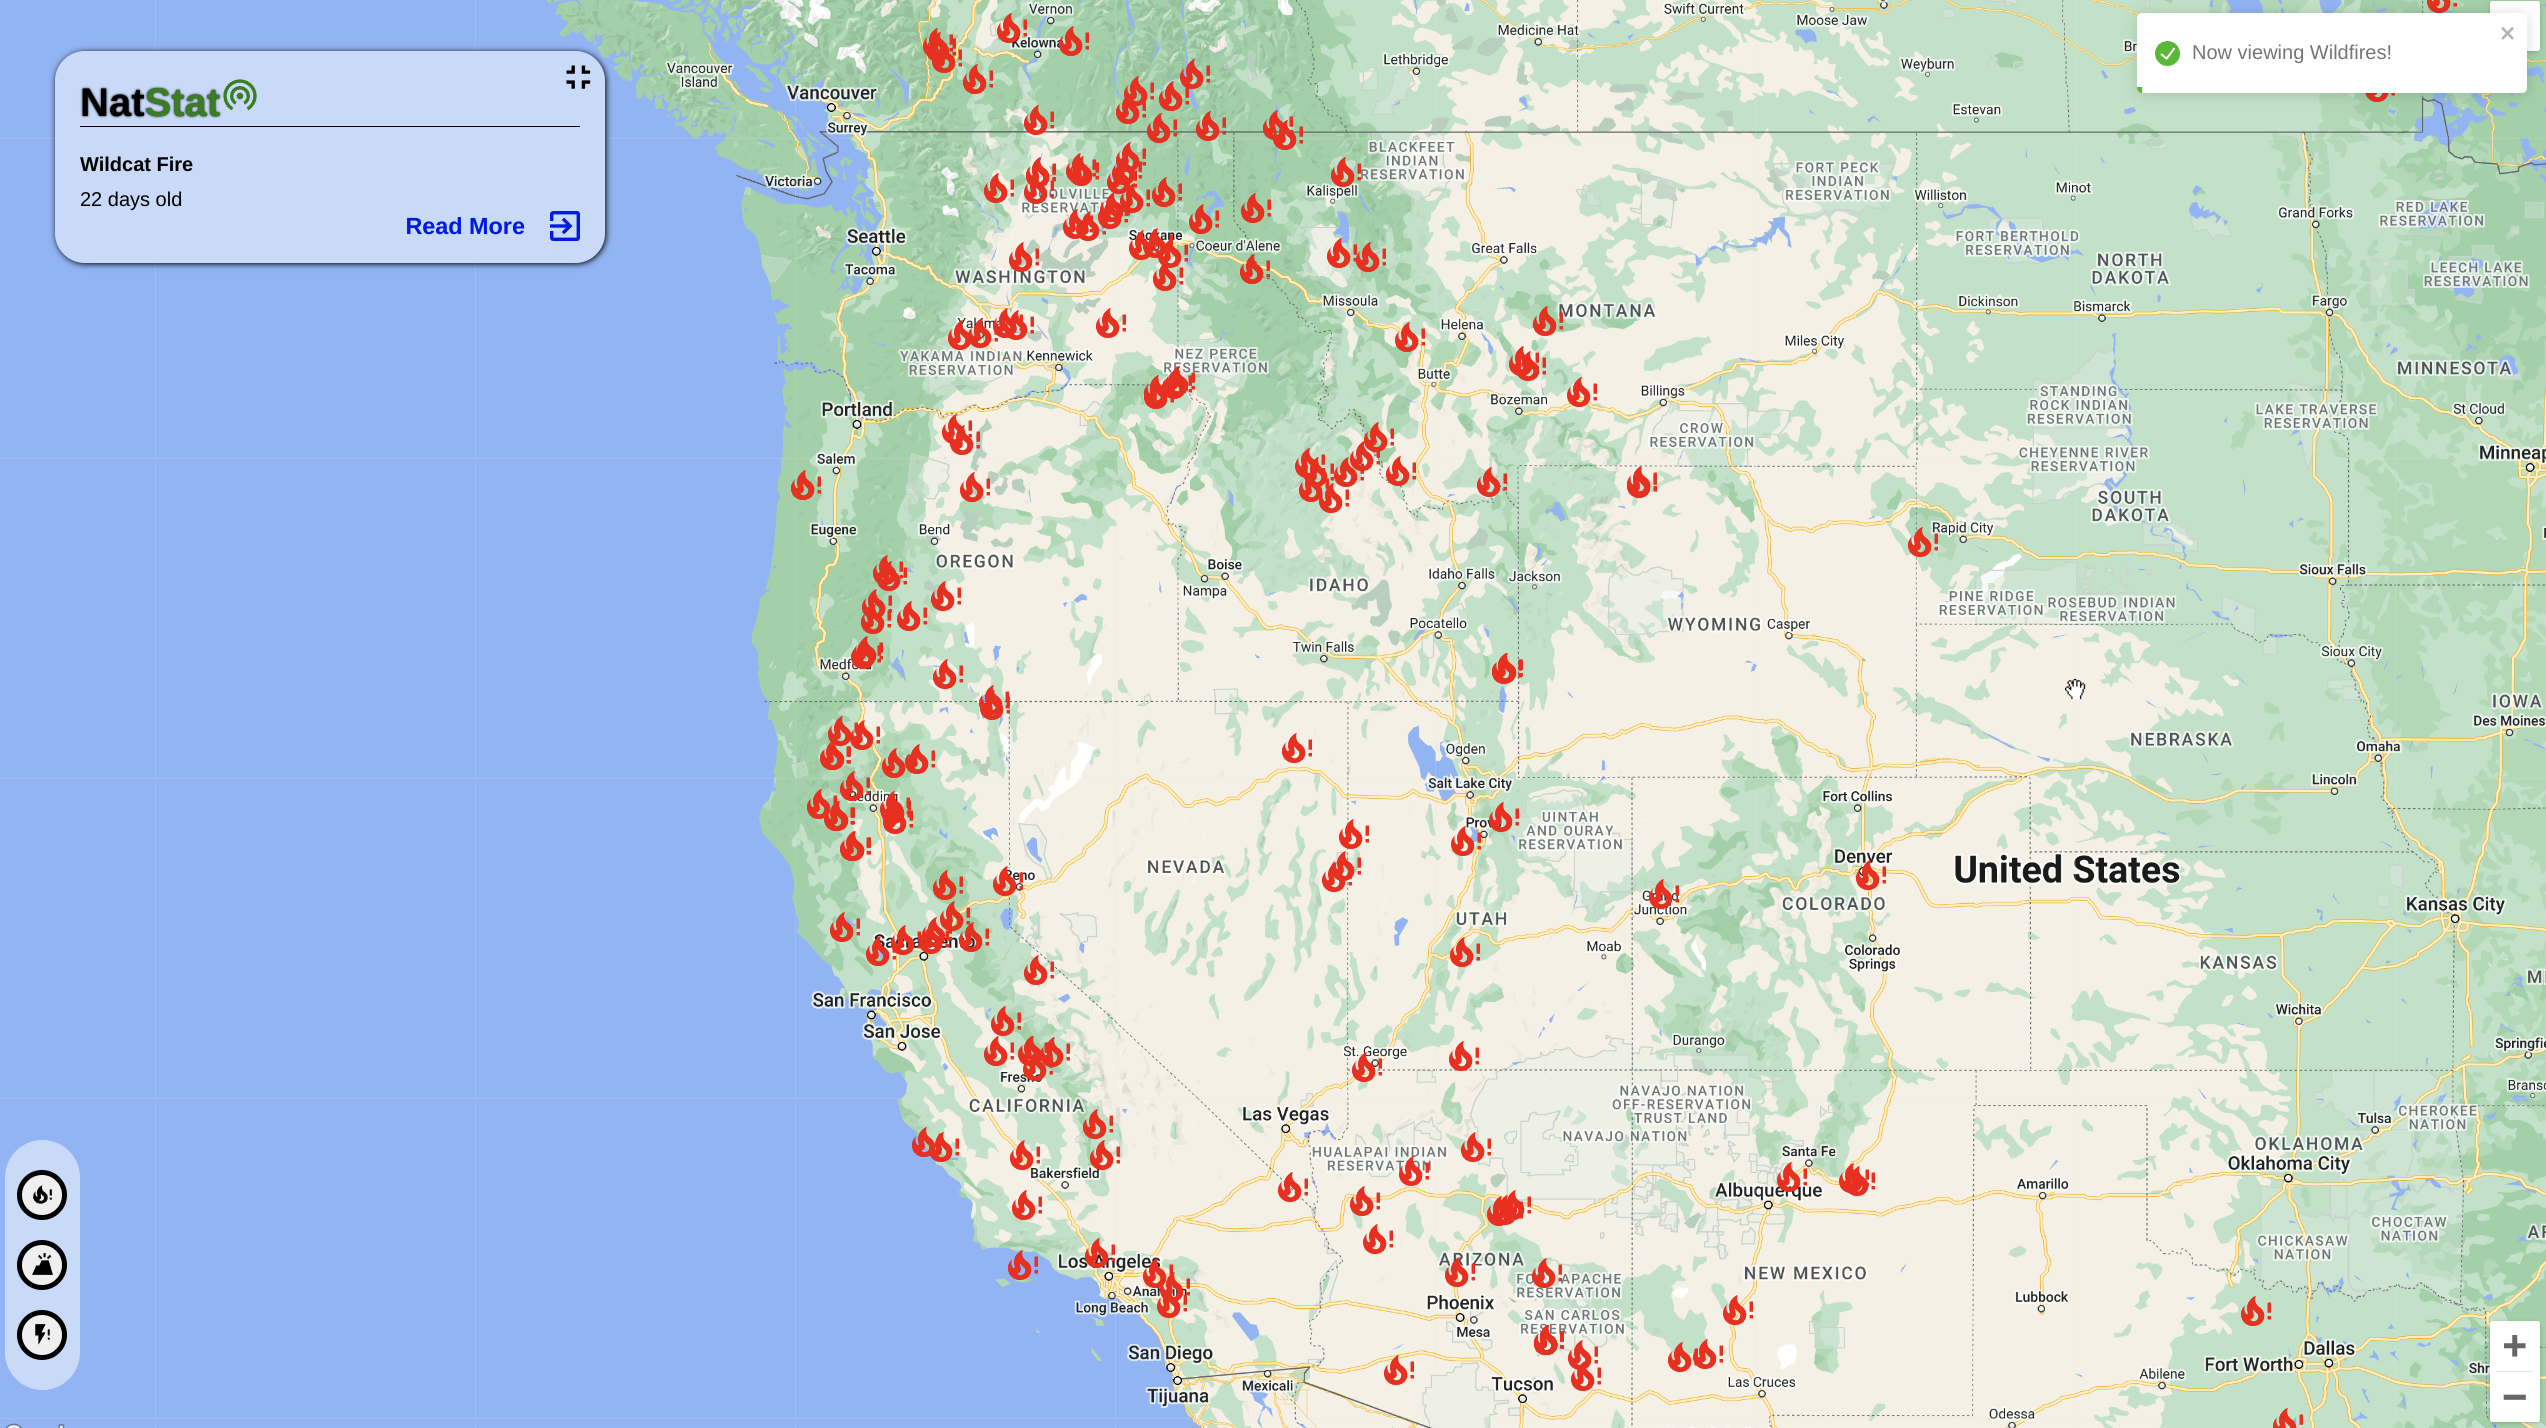 NatStat
Wildcat Fire
22 days old
Read More
Now viewing Wildfires!
Vernon
Kelowna
Vancouver
Island
Vancouver
Surrey
Victoria
Medicine Hat
Lethbridge
Swift Current
Moose Jaw
Weyburn
Estevan
BLACKFEET
INDIAN
RESERVATION
Kalispell
FORT PECK
INDIAN
RESERVATION
Williston
Minot
Grand Forks
RED LAKE
RESERVATION
Seattle
Tacoma
WASHINGTON
Spokane
Coeur d'Alene
Great Falls
FORT BERTHOLD
RESERVATION
NORTH
DAKOTA
LEECH LAKE
RESERVATION
Missoula
Helena
MONTANA
Dickinson
Bismarck
Fargo
Yakima
YAKAMA INDIAN
RESERVATION
Kennewick
NEZ PERCE
RESERVATION
Butte
Bozeman
Billings
Miles City
MINNESOTA
Portland
Salem
CROW
RESERVATION
STANDING
ROCK INDIAN
RESERVATION
LAKE TRAVERSE
RESERVATION
St Cloud
CHEYENNE RIVER
RESERVATION
Minneap
Eugene
Bend
OREGON
Boise
Nampa
IDAHO
Idaho Falls
Jackson
SOUTH
DAKOTA
Rapid City
Sioux Falls
PINE RIDGE
RESERVATION
ROSEBUD INDIAN
RESERVATION
Pocatello
Twin Falls
WYOMING
Casper
Medford
Sioux City
IOWA
Des Moines
NEBRASKA
Omaha
Lincoln
Ogden
Salt Lake City
Redding
Fort Collins
Provo
UINTAH
AND OURAY
RESERVATION
NEVADA
Reno
Denver
United States
Grand
Junction
COLORADO
Kansas City
UTAH
Sacramento
Moab
Colorado
Springs
KANSAS
San Francisco
San Jose
Wichita
Durango
St. George
Springfie
Fresno
CALIFORNIA
Las Vegas
NAVAJO NATION
OFF-RESERVATION
TRUST LAND
NAVAJO NATION
HUALAPAI INDIAN
RESERVATION
Tulsa
CHEROKEE
NATION
OKLAHOMA
Oklahoma City
Bakersfield
Santa Fe
Albuquerque
Amarillo
CHOCTAW
NATION
CHICKASAW
NATION
Los Angeles
Anaheim
Long Beach
ARIZONA
FORT APACHE
RESERVATION
NEW MEXICO
Phoenix
Mesa
SAN CARLOS
RESERVATION
Lubbock
San Diego
Tijuana
Mexicali
Tucson
Las Cruces
Abilene
Fort Worth
Dallas
Odessa